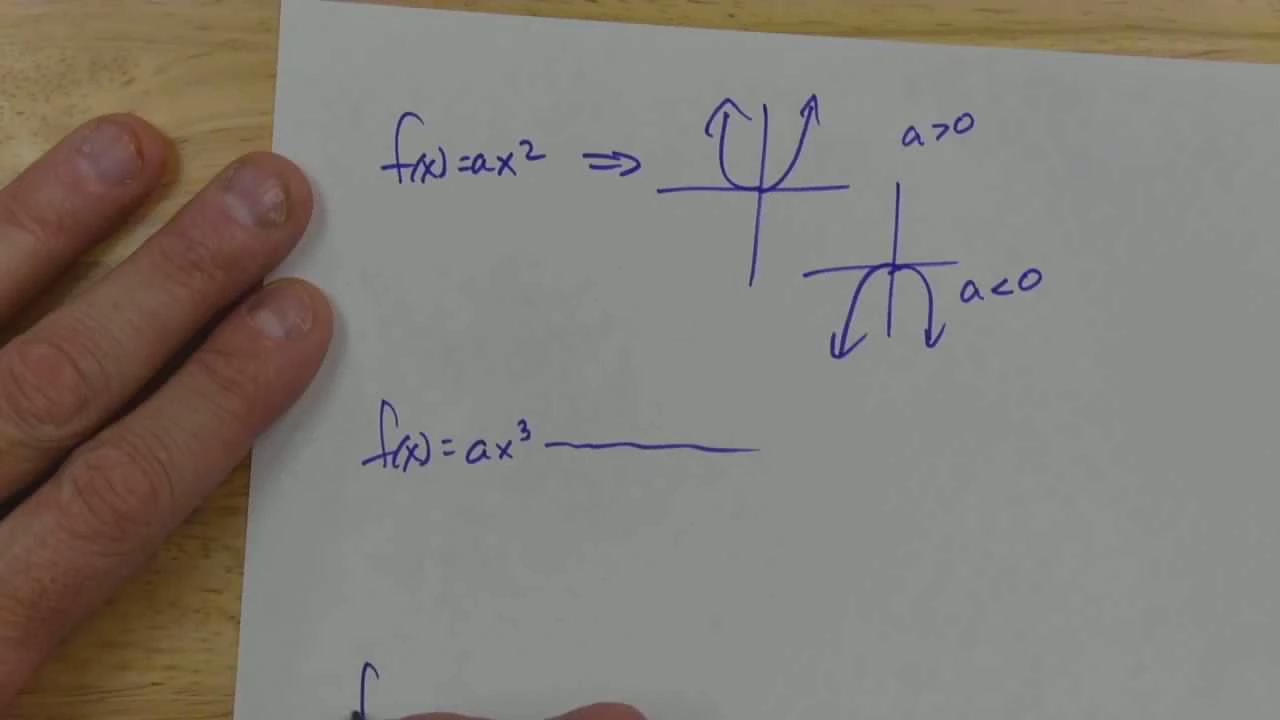 f(x)=ax² ⇒ a>0
a<0
f(x)=ax³
f